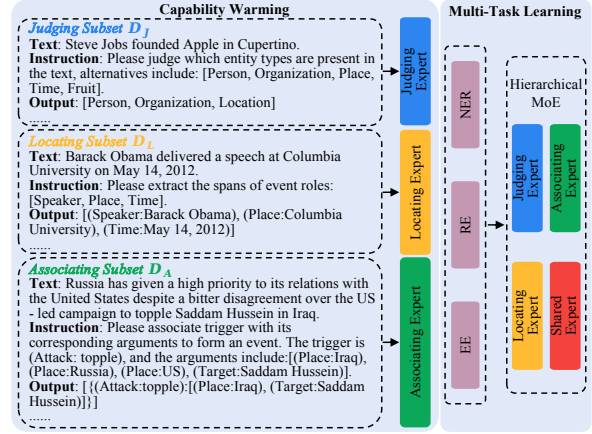 Capability Warming
Judging Subset D_J
Text: Steve Jobs founded Apple in Cupertino.
Instruction: Please judge which entity types are present in
the text, alternatives include: [Person, Organization, Place,
Time, Fruit].
Output: [Person, Organization, Location]
......
Judging Expert
Locating Subset D_L
Text: Barack Obama delivered a speech at Columbia
University on May 14, 2012.
Instruction: Please extract the spans of event roles:
[Speaker, Place, Time].
Output: [(Speaker:Barack Obama), (Place:Columbia
University), (Time:May 14, 2012)]
......
Locating Expert
Associating Subset D_A
Text: Russia has given a high priority to its relations with
the United States despite a bitter disagreement over the US
- led campaign to topple Saddam Hussein in Iraq.
Instruction: Please associate trigger with its
corresponding arguments to form an event. The trigger is
(Attack: topple), and the arguments include:[(Place:Iraq),
(Place:Russia), (Place:US), (Target:Saddam Hussein)].
Output: [{(Attack:topple):[(Place:Iraq), (Target:Saddam
Hussein)]}]
......
Associating Expert
Multi-Task Learning
NER
RE
EE
Hierarchical
MoE
Judging Expert
Associating Expert
Locating Expert
Shared Expert